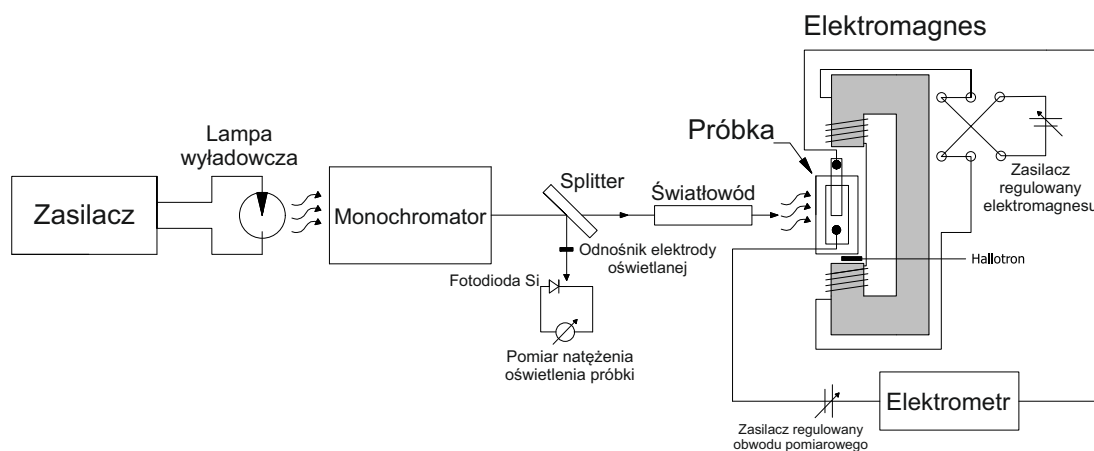 Elektromagnes
Lampa
wyładowcza
Próbka
Zasilacz
Monochromator
Splitter
Światłowód
Zasilacz
regulowany
elektromagnesu
Odnośnik elektrody
oświetlanej
Hallotron
Fotodioda Si
Pomiar natężenia
oświetlenia próbki
Elektrometr
Zasilacz regulowany
obwodu pomiarowego